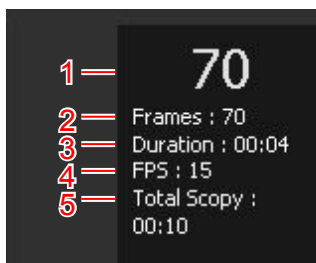 70
1
2 Frames : 70
3 Duration : 00:04
4 FPS : 15
5 Total Scopy :
00:10